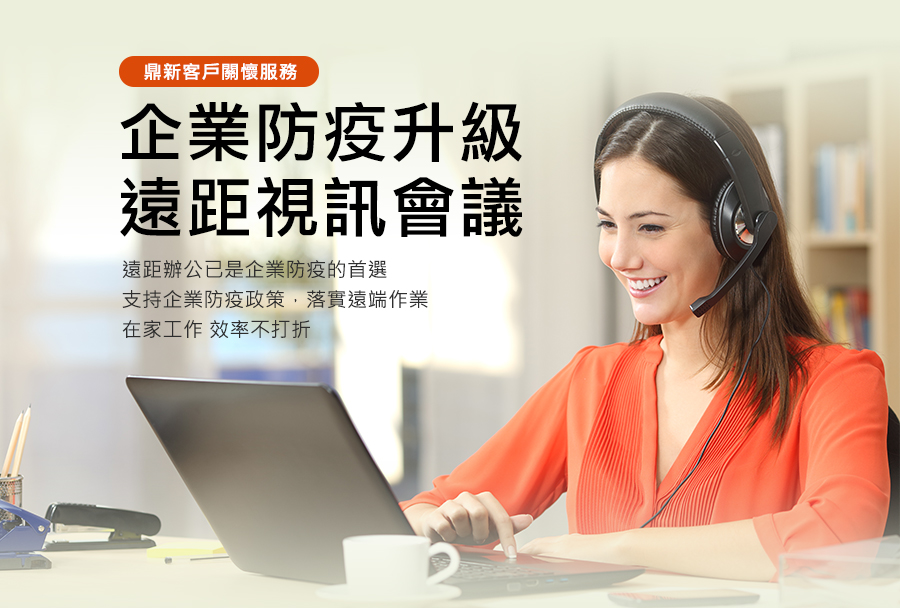 鼎新客戶關懷服務
企業防疫升級
遠距視訊會議
遠距辦公已是企業防疫的首選
支持企業防疫政策，落實遠端作業
在家工作 效率不打折